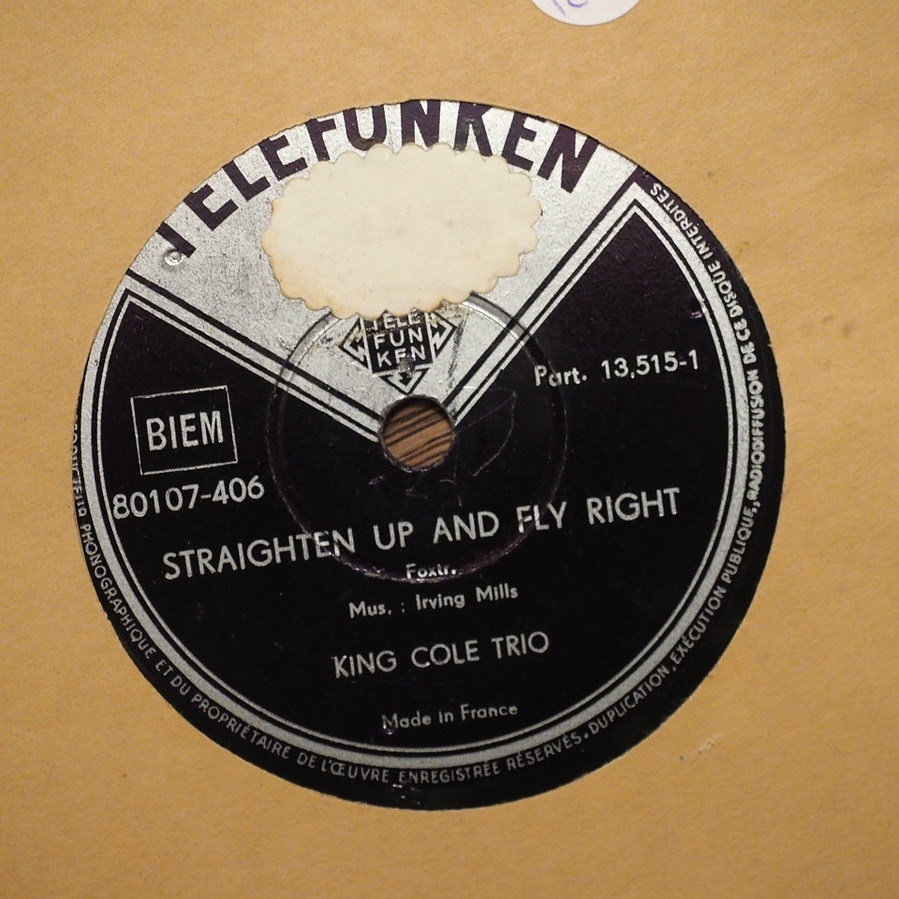 TELEFUNKEN
TELE
FUN
KEN
Part. 13,515-1
BIEM
80107-406
STRAIGHTEN UP AND FLY RIGHT
Foxtr.
Mus. : Irving Mills
KING COLE TRIO
Made in France
PHONOGRAPHIQUE ET DU PROPRIÉTAIRE DE L'ŒUVRE ENREGISTRÉE RÉSERVÉS. DUPLICATION, EXÉCUTION PUBLIQUE, RADIODIFFUSION DE CE DISQUE INTERDITES